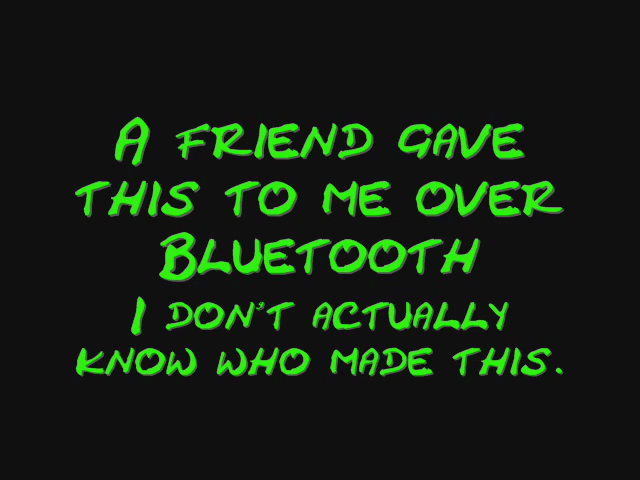 A FRIEND GAVE
THIS TO ME OVER
BLUETOOTH
I DON'T ACTUALLY
KNOW WHO MADE THIS.